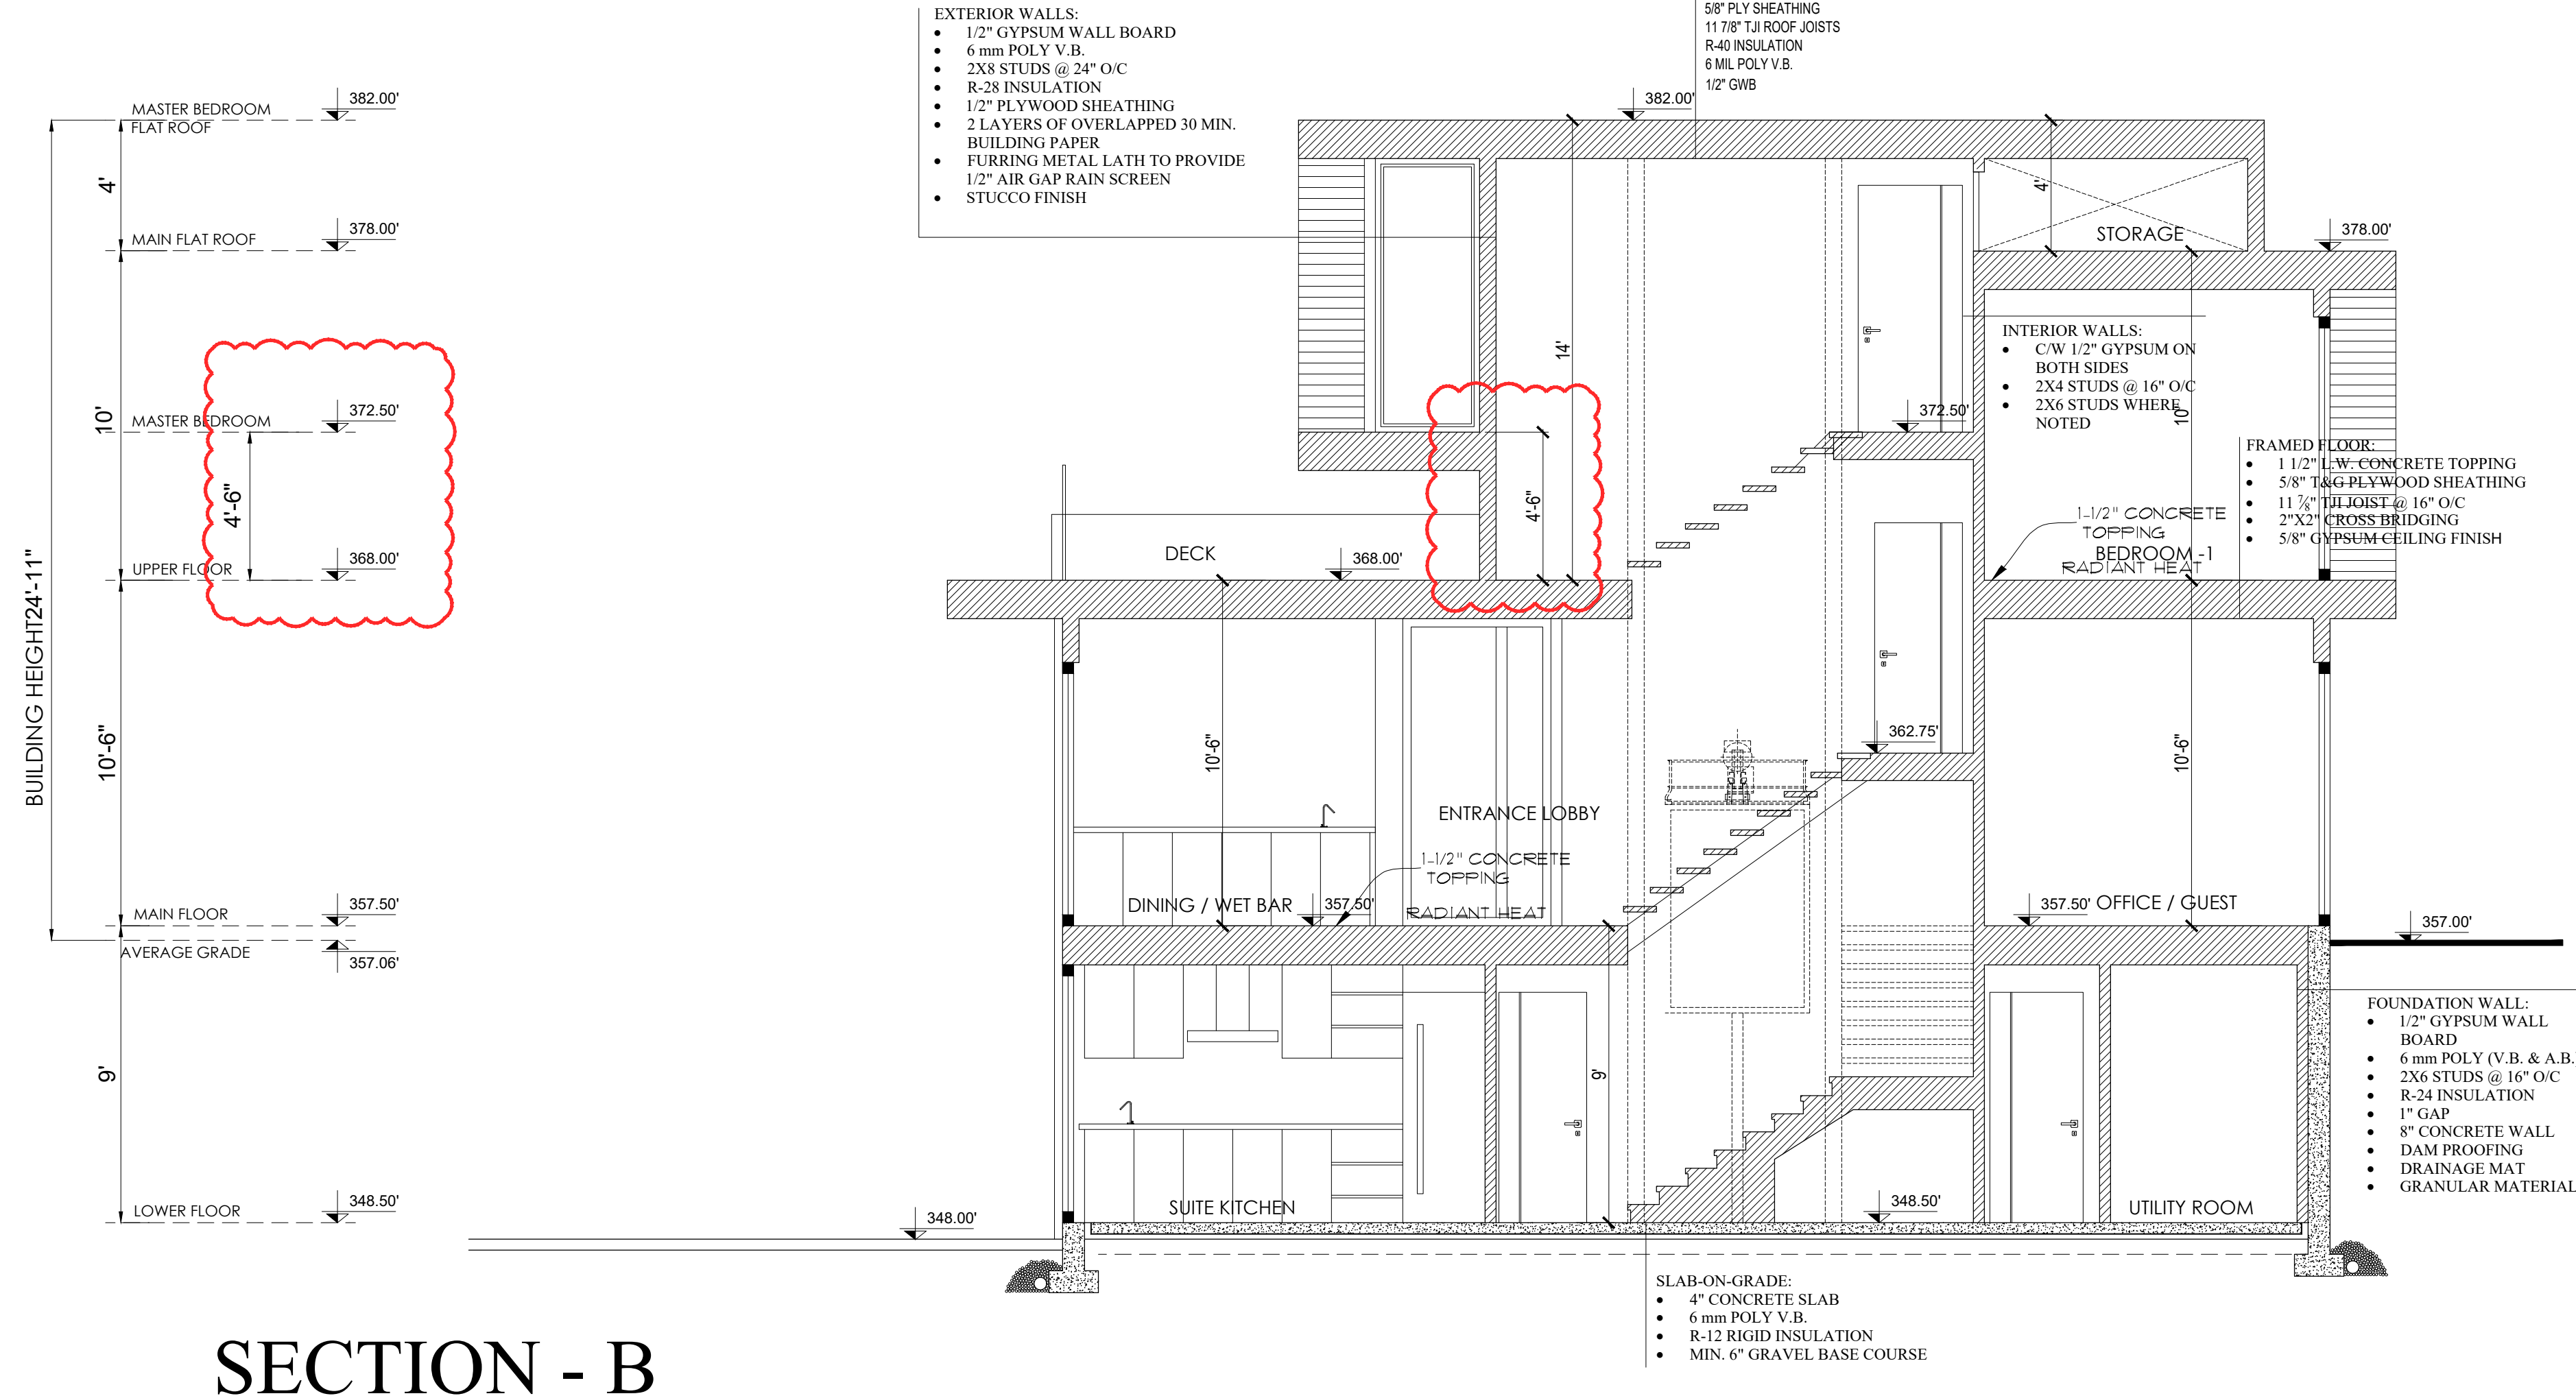 EXTERIOR WALLS:
• 1/2" GYPSUM WALL BOARD
• 6 mm POLY V.B.
• 2X8 STUDS @ 24" O/C
• R-28 INSULATION
• 1/2" PLYWOOD SHEATHING
• 2 LAYERS OF OVERLAPPED 30 MIN.
BUILDING PAPER
• FURRING METAL LATH TO PROVIDE
1/2" AIR GAP RAIN SCREEN
• STUCCO FINISH
5/8" PLY SHEATHING
11 7/8" TJI ROOF JOISTS
R-40 INSULATION
6 MIL POLY V.B.
1/2" GWB
MASTER BEDROOM
FLAT ROOF
382.00'
4'
MAIN FLAT ROOF
378.00'
10'
MASTER BEDROOM
372.50'
4'-6"
UPPER FLOOR
368.00'
BUILDING HEIGHT24'-11"
10'-6"
MAIN FLOOR
357.50'
AVERAGE GRADE
357.06'
9'
LOWER FLOOR
348.50'
382.00'
4'
STORAGE
378.00'
14'
INTERIOR WALLS:
• C/W 1/2" GYPSUM ON
BOTH SIDES
• 2X4 STUDS @ 16" O/C
• 2X6 STUDS WHERE
NOTED
10'
372.50'
FRAMED FLOOR:
• 1 1/2" L.W. CONCRETE TOPPING
• 5/8" T&G PLYWOOD SHEATHING
• 11 ⅞" TJI JOIST @ 16" O/C
• 2"X2" CROSS BRIDGING
• 5/8" GYPSUM CEILING FINISH
4'-6"
1-1/2" CONCRETE
TOPPING
BEDROOM -1
RADIANT HEAT
DECK
368.00'
10'-6"
362.75'
10'-6"
ENTRANCE LOBBY
1-1/2" CONCRETE
TOPPING
RADIANT HEAT
DINING / WET BAR
357.50'
357.50'
OFFICE / GUEST
357.00'
9'
FOUNDATION WALL:
• 1/2" GYPSUM WALL
BOARD
• 6 mm POLY (V.B. & A.B.
• 2X6 STUDS @ 16" O/C
• R-24 INSULATION
• 1" GAP
• 8" CONCRETE WALL
• DAM PROOFING
• DRAINAGE MAT
• GRANULAR MATERIAL
SUITE KITCHEN
348.50'
UTILITY ROOM
348.00'
SLAB-ON-GRADE:
• 4" CONCRETE SLAB
• 6 mm POLY V.B.
• R-12 RIGID INSULATION
• MIN. 6" GRAVEL BASE COURSE
SECTION - B